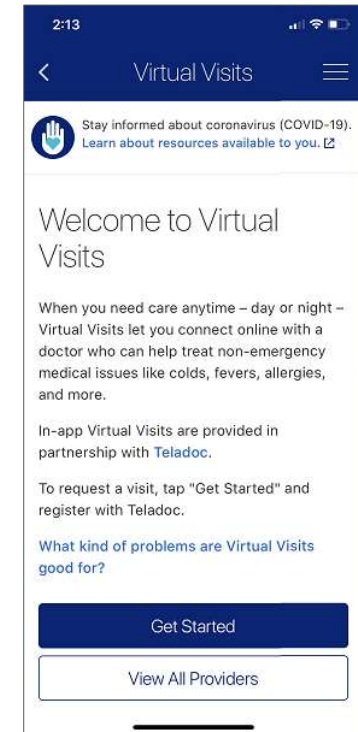 2:13
Virtual Visits
Stay informed about coronavirus (COVID-19).
Learn about resources available to you.
Welcome to Virtual
Visits
When you need care anytime – day or night –
Virtual Visits let you connect online with a
doctor who can help treat non-emergency
medical issues like colds, fevers, allergies,
and more.
In-app Virtual Visits are provided in
partnership with Teladoc.
To request a visit, tap "Get Started" and
register with Teladoc.
What kind of problems are Virtual Visits
good for?
Get Started
View All Providers